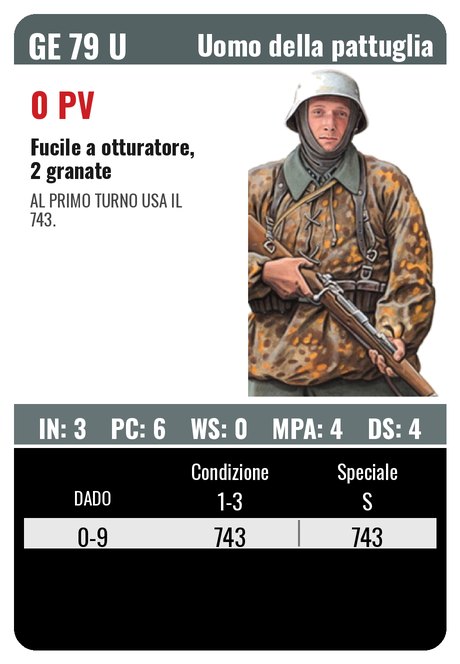 GE 79 U Uomo della pattuglia
0 PV
Fucile a otturatore,
2 granate
AL PRIMO TURNO USA IL
743.
IN: 3 PC: 6 WS: 0 MPA: 4 DS: 4
Condizione Speciale
DADO 1-3 S
0-9 743 743